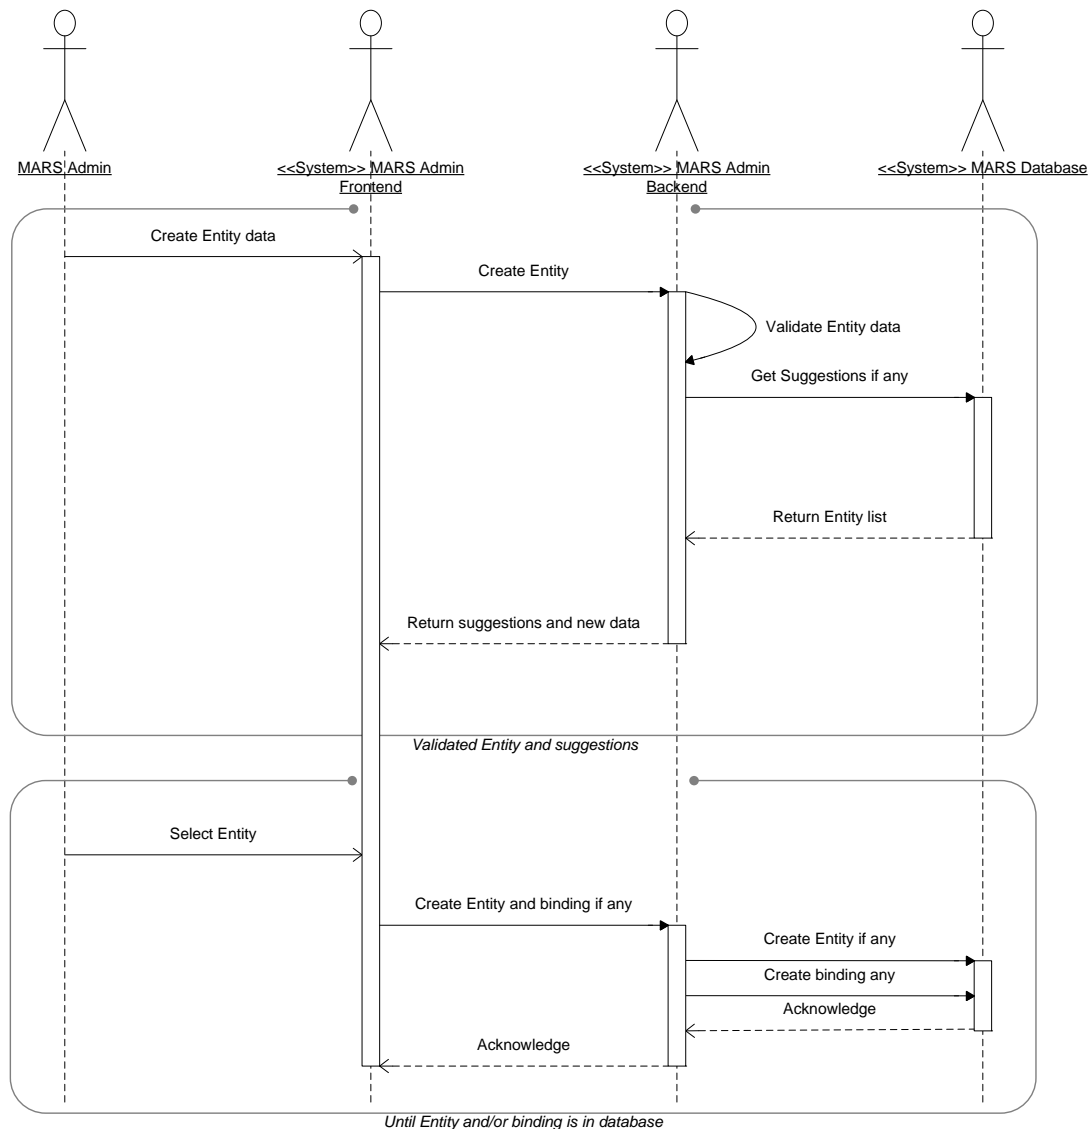 MARS Admin
<<System>> MARS Admin
Frontend
<<System>> MARS Admin
Backend
<<System>> MARS Database
Create Entity data
Create Entity
Validate Entity data
Get Suggestions if any
Return Entity list
Return suggestions and new data
Validated Entity and suggestions
Select Entity
Create Entity and binding if any
Create Entity if any
Create binding any
Acknowledge
Acknowledge
Until Entity and/or binding is in database